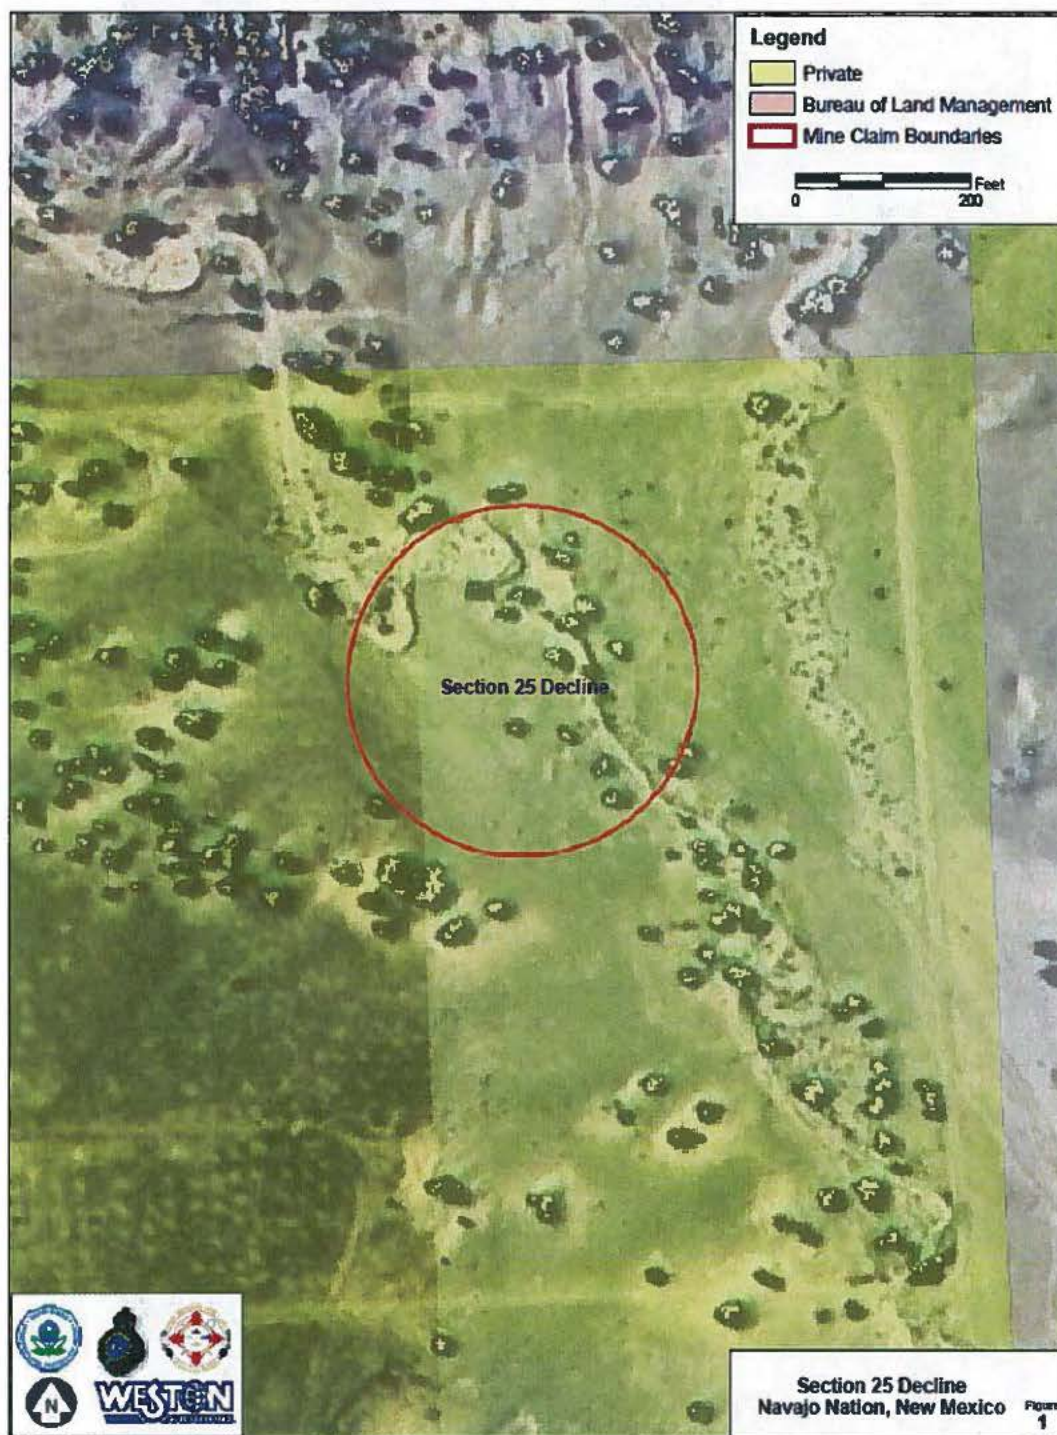 Legend
Private
Bureau of Land Management
Mine Claim Boundaries
Feet
0 200
Section 25 Decline
N
WESTON
Section 25 Decline
Navajo Nation, New Mexico
Figure
1